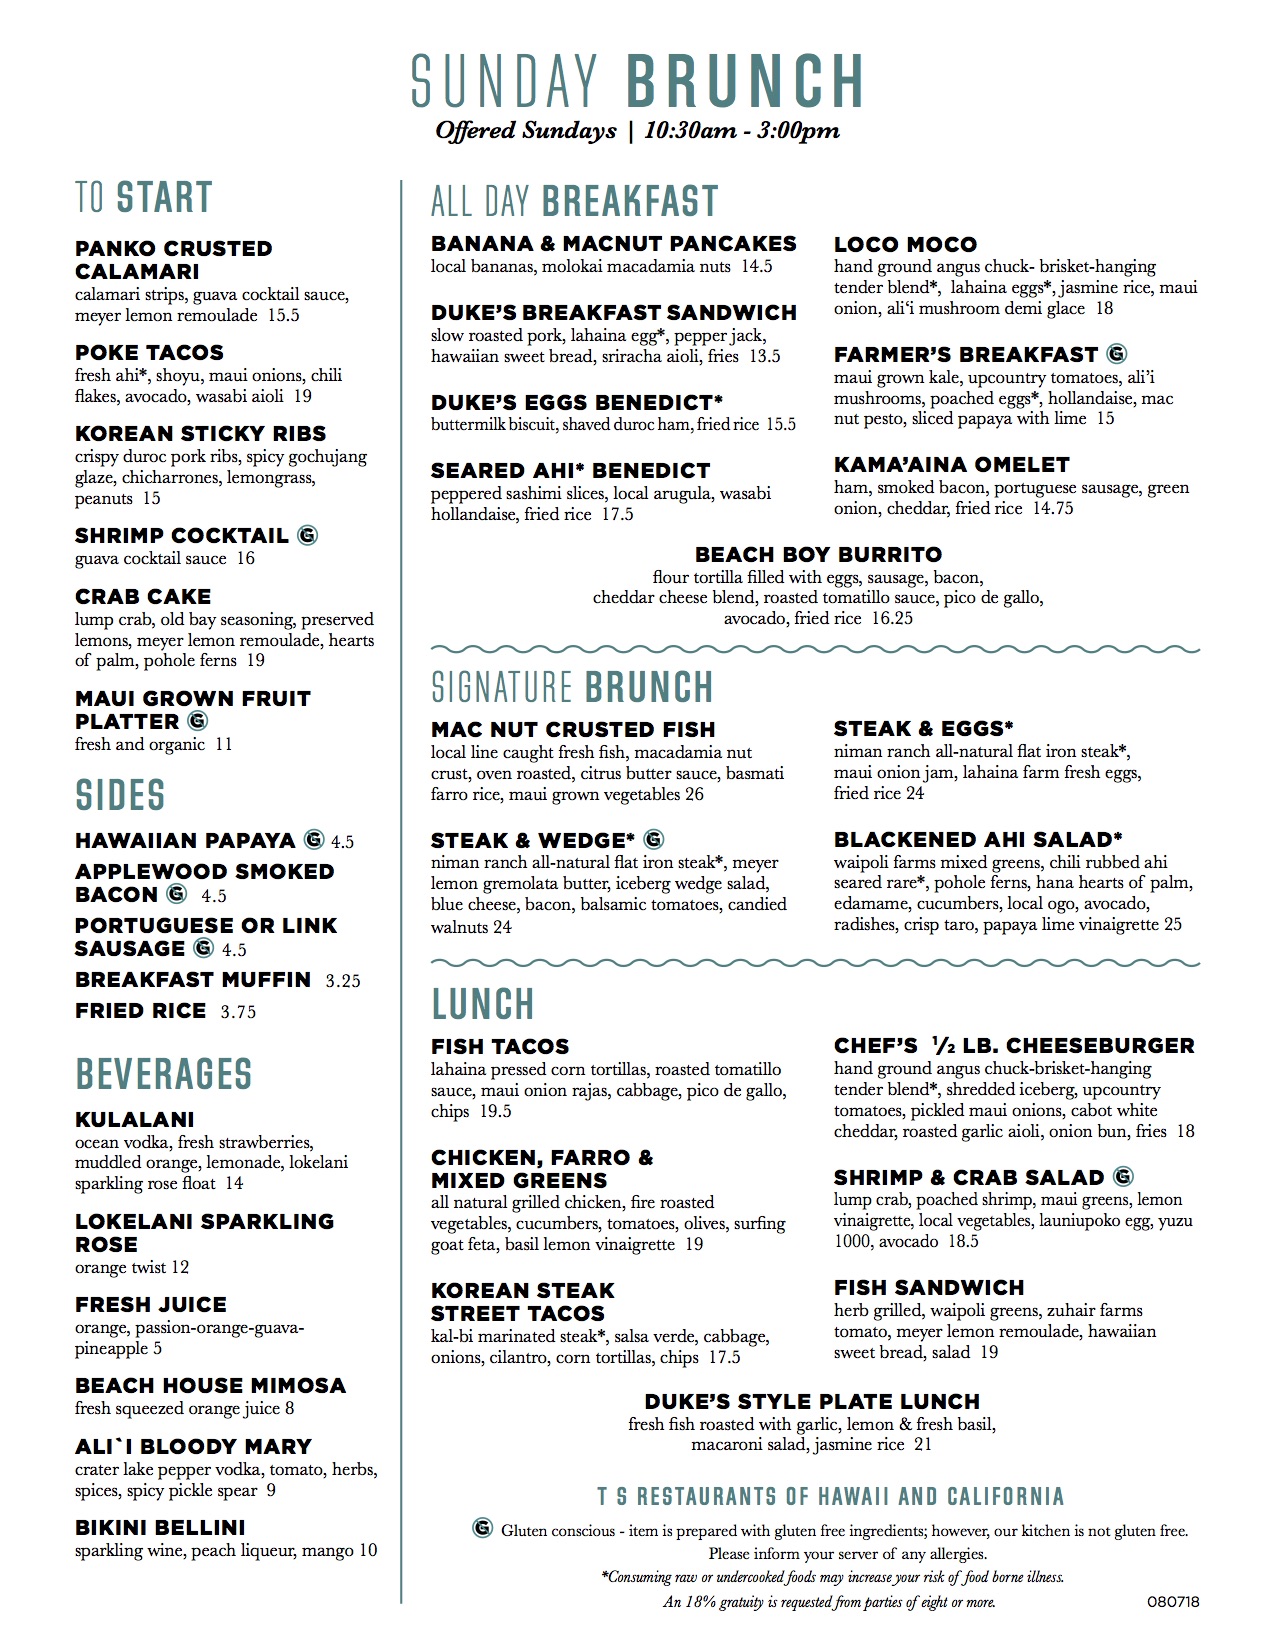 SUNDAY BRUNCH
Offered Sundays | 10:30am - 3:00pm
TO START
PANKO CRUSTED
CALAMARI
calamari strips, guava cocktail sauce,
meyer lemon remoulade 15.5
POKE TACOS
fresh ahi*, shoyu, maui onions, chili
flakes, avocado, wasabi aioli 19
KOREAN STICKY RIBS
crispy duroc pork ribs, spicy gochujang
glaze, chicharrones, lemongrass,
peanuts 15
SHRIMP COCKTAIL G
guava cocktail sauce 16
CRAB CAKE
lump crab, old bay seasoning, preserved
lemons, meyer lemon remoulade, hearts
of palm, pohole ferns 19
MAUI GROWN FRUIT
PLATTER G
fresh and organic 11
SIDES
HAWAIIAN PAPAYA G 4.5
APPLEWOOD SMOKED
BACON G 4.5
PORTUGUESE OR LINK
SAUSAGE G 4.5
BREAKFAST MUFFIN 3.25
FRIED RICE 3.75
BEVERAGES
KULALANI
ocean vodka, fresh strawberries,
muddled orange, lemonade, lokelani
sparkling rose float 14
LOKELANI SPARKLING
ROSE
orange twist 12
FRESH JUICE
orange, passion-orange-guava-
pineapple 5
BEACH HOUSE MIMOSA
fresh squeezed orange juice 8
ALI`I BLOODY MARY
crater lake pepper vodka, tomato, herbs,
spices, spicy pickle spear 9
BIKINI BELLINI
sparkling wine, peach liqueur, mango 10
ALL DAY BREAKFAST
BANANA & MACNUT PANCAKES
local bananas, molokai macadamia nuts 14.5
DUKE'S BREAKFAST SANDWICH
slow roasted pork, lahaina egg*, pepper jack,
hawaiian sweet bread, sriracha aioli, fries 13.5
DUKE'S EGGS BENEDICT*
buttermilk biscuit, shaved duroc ham, fried rice 15.5
SEARED AHI* BENEDICT
peppered sashimi slices, local arugula, wasabi
hollandaise, fried rice 17.5
LOCO MOCO
hand ground angus chuck- brisket-hanging
tender blend*, lahaina eggs*, jasmine rice, maui
onion, ali‘i mushroom demi glace 18
FARMER'S BREAKFAST G
maui grown kale, upcountry tomatoes, ali’i
mushrooms, poached eggs*, hollandaise, mac
nut pesto, sliced papaya with lime 15
KAMA’AINA OMELET
ham, smoked bacon, portuguese sausage, green
onion, cheddar, fried rice 14.75
BEACH BOY BURRITO
flour tortilla filled with eggs, sausage, bacon,
cheddar cheese blend, roasted tomatillo sauce, pico de gallo,
avocado, fried rice 16.25
SIGNATURE BRUNCH
MAC NUT CRUSTED FISH
local line caught fresh fish, macadamia nut
crust, oven roasted, citrus butter sauce, basmati
farro rice, maui grown vegetables 26
STEAK & WEDGE* G
niman ranch all-natural flat iron steak*, meyer
lemon gremolata butter, iceberg wedge salad,
blue cheese, bacon, balsamic tomatoes, candied
walnuts 24
STEAK & EGGS*
niman ranch all-natural flat iron steak*,
maui onion jam, lahaina farm fresh eggs,
fried rice 24
BLACKENED AHI SALAD*
waipoli farms mixed greens, chili rubbed ahi
seared rare*, pohole ferns, hana hearts of palm,
edamame, cucumbers, local ogo, avocado,
radishes, crisp taro, papaya lime vinaigrette 25
LUNCH
FISH TACOS
lahaina pressed corn tortillas, roasted tomatillo
sauce, maui onion rajas, cabbage, pico de gallo,
chips 19.5
CHICKEN, FARRO &
MIXED GREENS
all natural grilled chicken, fire roasted
vegetables, cucumbers, tomatoes, olives, surfing
goat feta, basil lemon vinaigrette 19
KOREAN STEAK
STREET TACOS
kal-bi marinated steak*, salsa verde, cabbage,
onions, cilantro, corn tortillas, chips 17.5
CHEF'S ½ LB. CHEESEBURGER
hand ground angus chuck-brisket-hanging
tender blend*, shredded iceberg, upcountry
tomatoes, pickled maui onions, cabot white
cheddar, roasted garlic aioli, onion bun, fries 18
SHRIMP & CRAB SALAD G
lump crab, poached shrimp, maui greens, lemon
vinaigrette, local vegetables, launiupoko egg, yuzu
1000, avocado 18.5
FISH SANDWICH
herb grilled, waipoli greens, zuhair farms
tomato, meyer lemon remoulade, hawaiian
sweet bread, salad 19
DUKE'S STYLE PLATE LUNCH
fresh fish roasted with garlic, lemon & fresh basil,
macaroni salad, jasmine rice 21
T S RESTAURANTS OF HAWAII AND CALIFORNIA
G Gluten conscious - item is prepared with gluten free ingredients; however, our kitchen is not gluten free.
Please inform your server of any allergies.
*Consuming raw or undercooked foods may increase your risk of food borne illness.
An 18% gratuity is requested from parties of eight or more.
080718